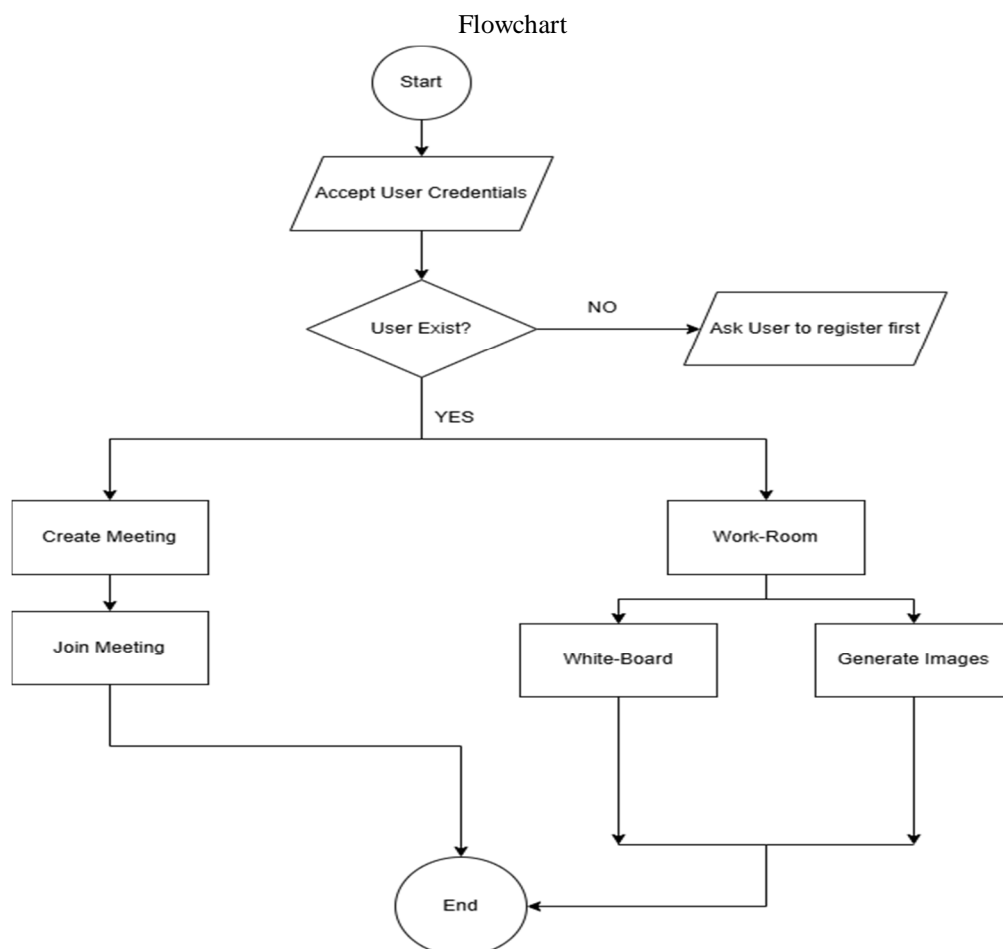 Flowchart
Start
Accept User Credentials
User Exist?
NO
Ask User to register first
YES
Create Meeting
Work-Room
Join Meeting
White-Board
Generate Images
End